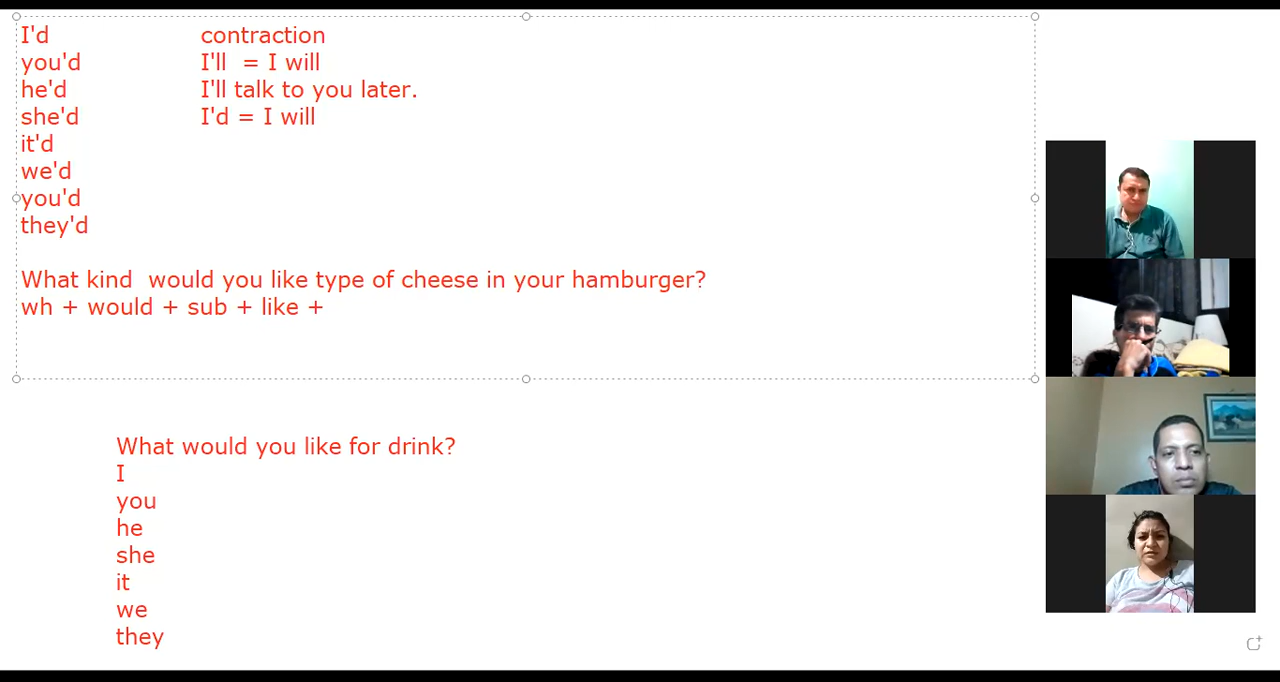 I'd
you'd
he'd
she'd
it'd
we'd
you'd
they'd
contraction
I'll = I will
I'll talk to you later.
I'd = I will
What kind would you like type of cheese in your hamburger?
wh + would + sub + like +
What would you like for drink?
I
you
he
she
it
we
they